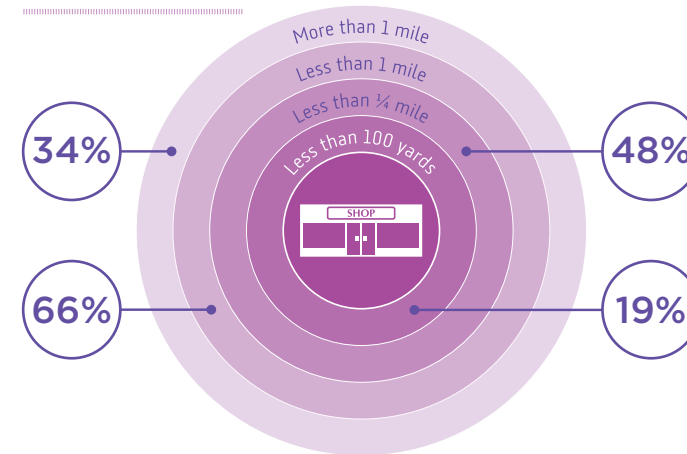 More than 1 mile
Less than 1 mile
Less than ¼ mile
Less than 100 yards
SHOP
34%
48%
66%
19%